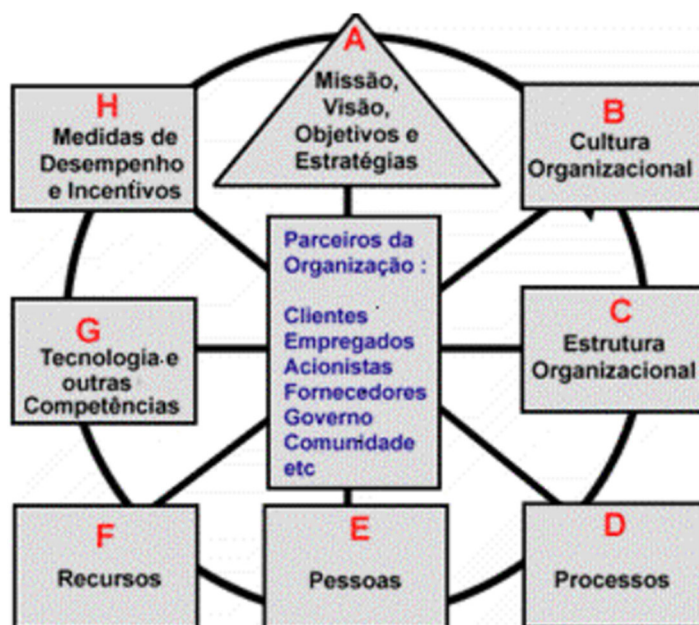 A
Missão,
Visão,
Objetivos e
Estratégias
B
Cultura
Organizacional
C
Estrutura
Organizacional
D
Processos
E
Pessoas
F
Recursos
G
Tecnologia e
outras
Competências
H
Medidas de
Desempenho
e Incentivos
Parceiros da
Organização :
Clientes
Empregados
Acionistas
Fornecedores
Governo
Comunidade
etc